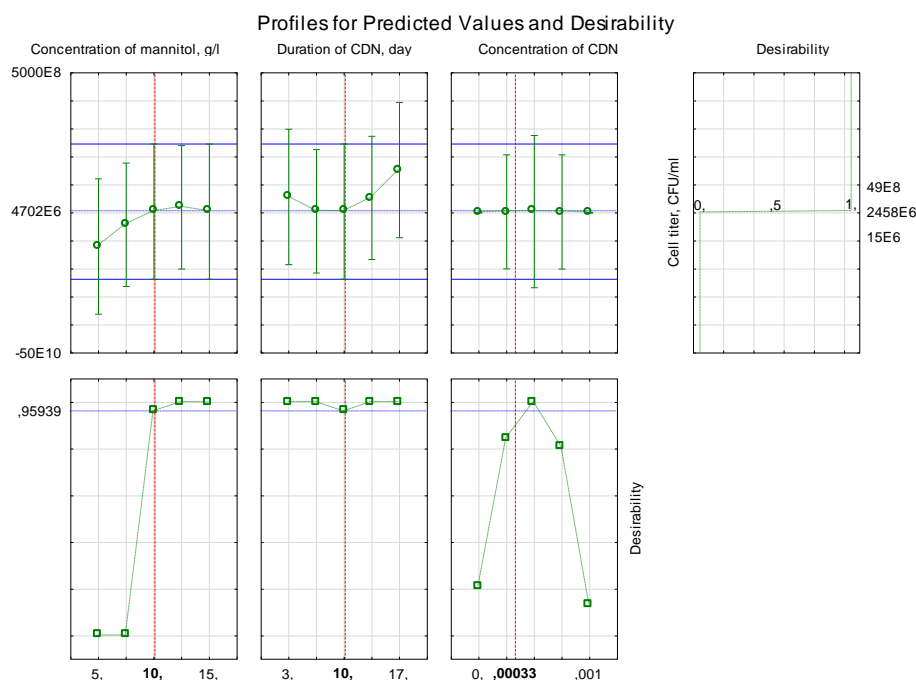 Profiles for Predicted Values and Desirability
Concentration of mannitol, g/l
Duration of CDN, day
Concentration of CDN
Desirability
5000E8
4702E6
-50E10
Cell titer, CFU/ml
0,
,5
1,
49E8
2458E6
15E6
,95939
Desirability
5,
10,
15,
3,
10,
17,
0,
,00033
,001